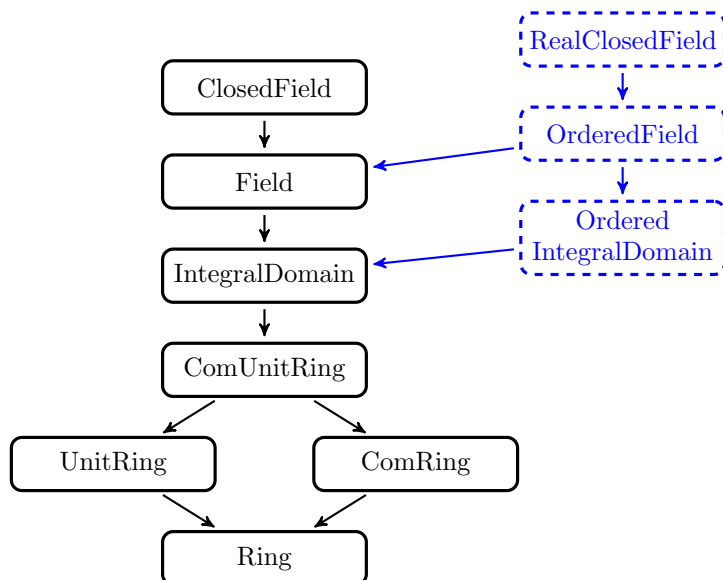 RealClosedField
ClosedField
OrderedField
Field
Ordered
IntegralDomain
IntegralDomain
ComUnitRing
UnitRing
ComRing
Ring